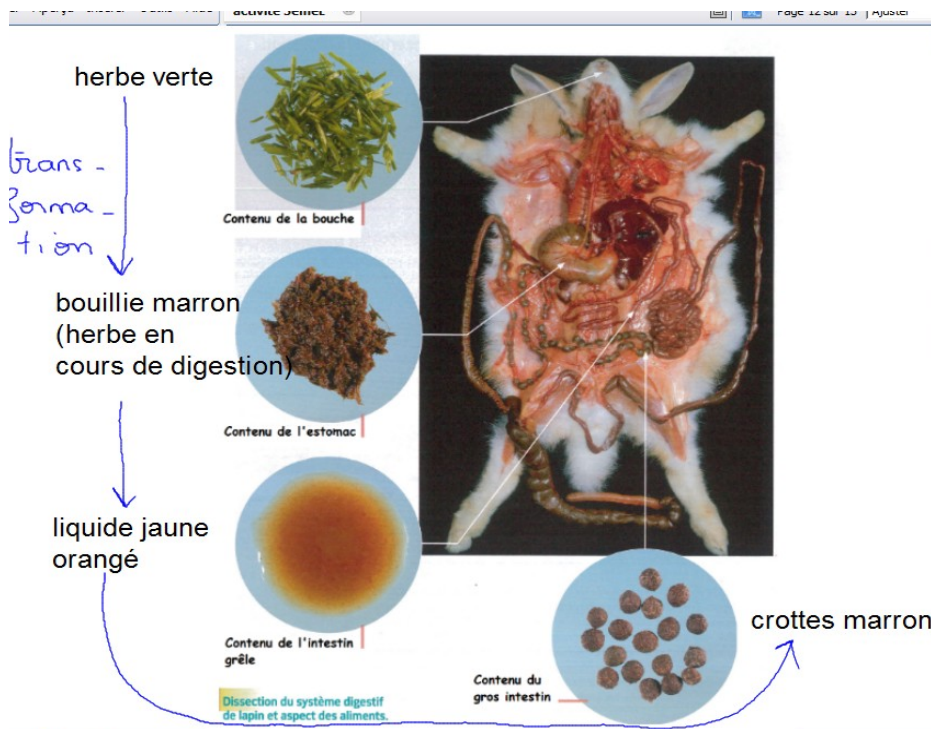 activité 5eme2
Page 12 sur 15
Ajuster
herbe verte
trans-
forma-
tion
Contenu de la bouche
bouillie marron
(herbe en
cours de digestion)
Contenu de l'estomac
liquide jaune
orangé
Contenu de l'intestin
grêle
crottes marron
Contenu du
gros intestin
Dissection du système digestif
de lapin et aspect des aliments.